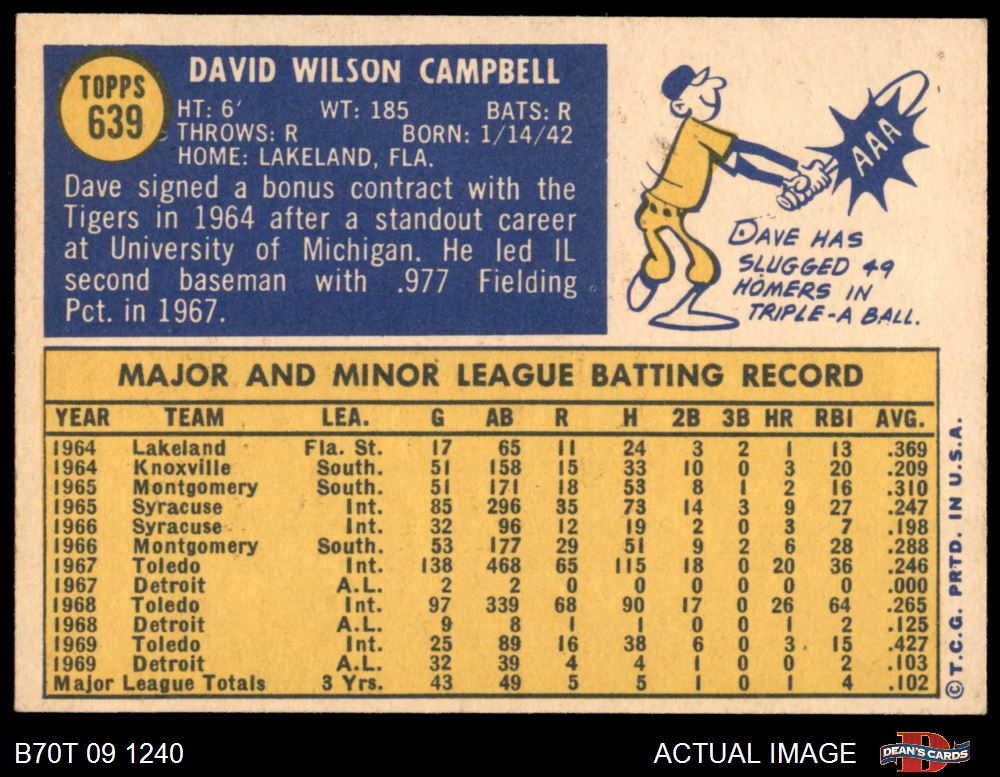 TOPPS
639
DAVID WILSON CAMPBELL
HT: 6' WT: 185 BATS: R
THROWS: R BORN: 1/14/42
HOME: LAKELAND, FLA.
Dave signed a bonus contract with the
Tigers in 1964 after a standout career
at University of Michigan. He led IL
second baseman with .977 Fielding
Pct. in 1967.
AAA
DAVE HAS
SLUGGED 49
HOMERS IN
TRIPLE-A BALL.
MAJOR AND MINOR LEAGUE BATTING RECORD
YEAR TEAM LEA. G AB R H 2B 3B HR RBI AVG.
1964 Lakeland Fla. St. 17 65 11 24 3 2 1 13 .369
1964 Knoxville South. 51 158 15 33 10 0 3 20 .209
1965 Montgomery South. 51 171 18 53 8 1 2 16 .310
1965 Syracuse Int. 85 296 35 73 14 3 9 27 .247
1966 Syracuse Int. 32 96 12 19 2 0 3 7 .198
1966 Montgomery South. 53 177 29 51 9 2 6 28 .288
1967 Toledo Int. 138 468 65 115 18 0 20 36 .246
1967 Detroit A.L. 2 2 0 0 0 0 0 0 .000
1968 Toledo Int. 97 339 68 90 17 0 26 64 .265
1968 Detroit A.L. 9 8 1 1 0 0 1 2 .125
1969 Toledo Int. 25 89 16 38 6 0 3 15 .427
1969 Detroit A.L. 32 39 4 4 1 0 0 2 .103
Major League Totals 3 Yrs. 43 49 5 5 1 0 1 4 .102
© T.C.G. PRTD. IN U.S.A.
B70T 09 1240
ACTUAL IMAGE
DEAN'S CARDS